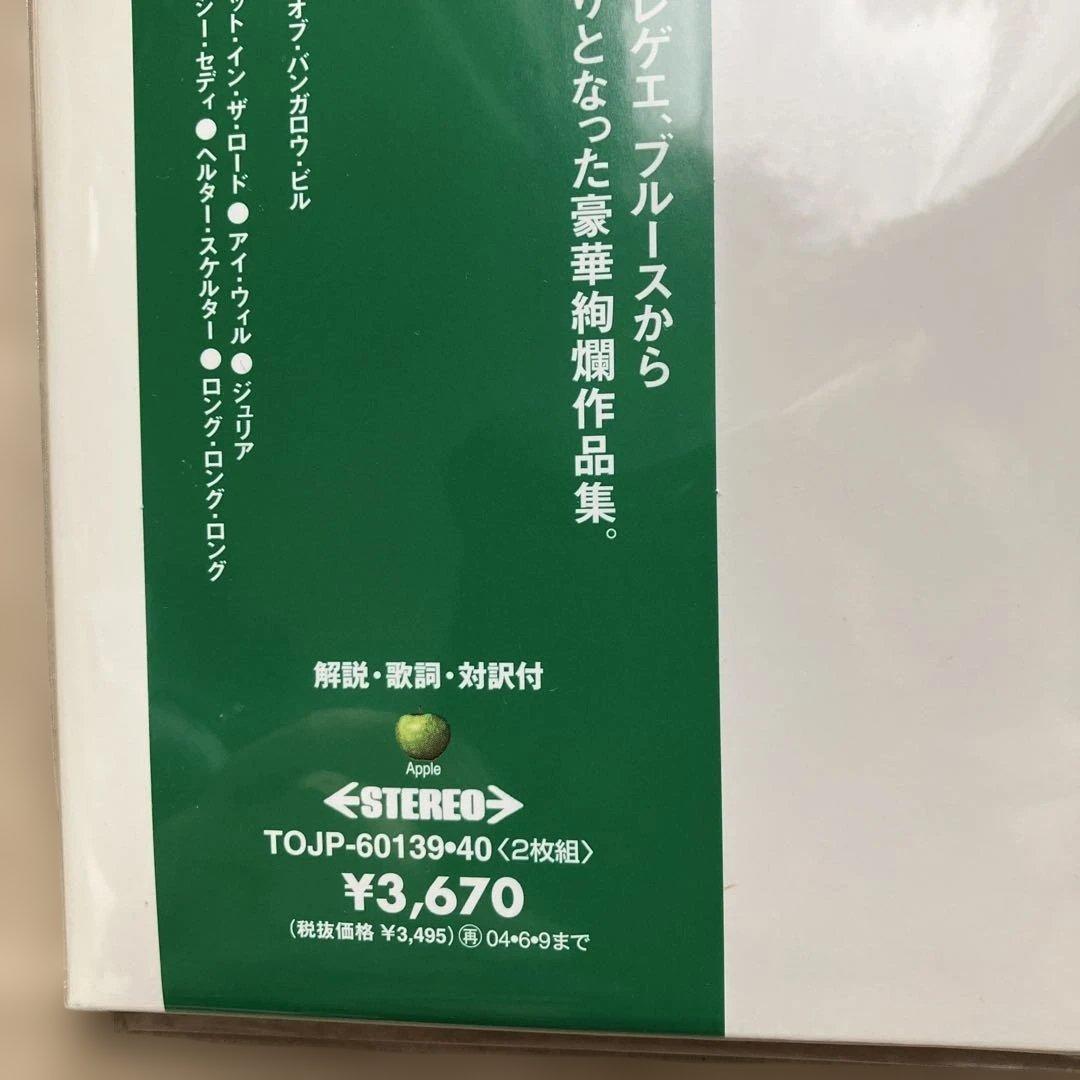 レゲエ、ブルースから
りとなった豪華絢爛作品集。
オブ・バンガロウ・ビル
ット・イン・ザ・ロード●アイ・ウィル●ジュリア
シー・セディ●ヘルター・スケルター●ロング・ロング・ロング
解説・歌詞・対訳付
Apple
STEREO
TOJP-60139•40〈2枚組〉
¥3,670
(税抜価格 ¥3,495) ㊢ 04•6•9まで